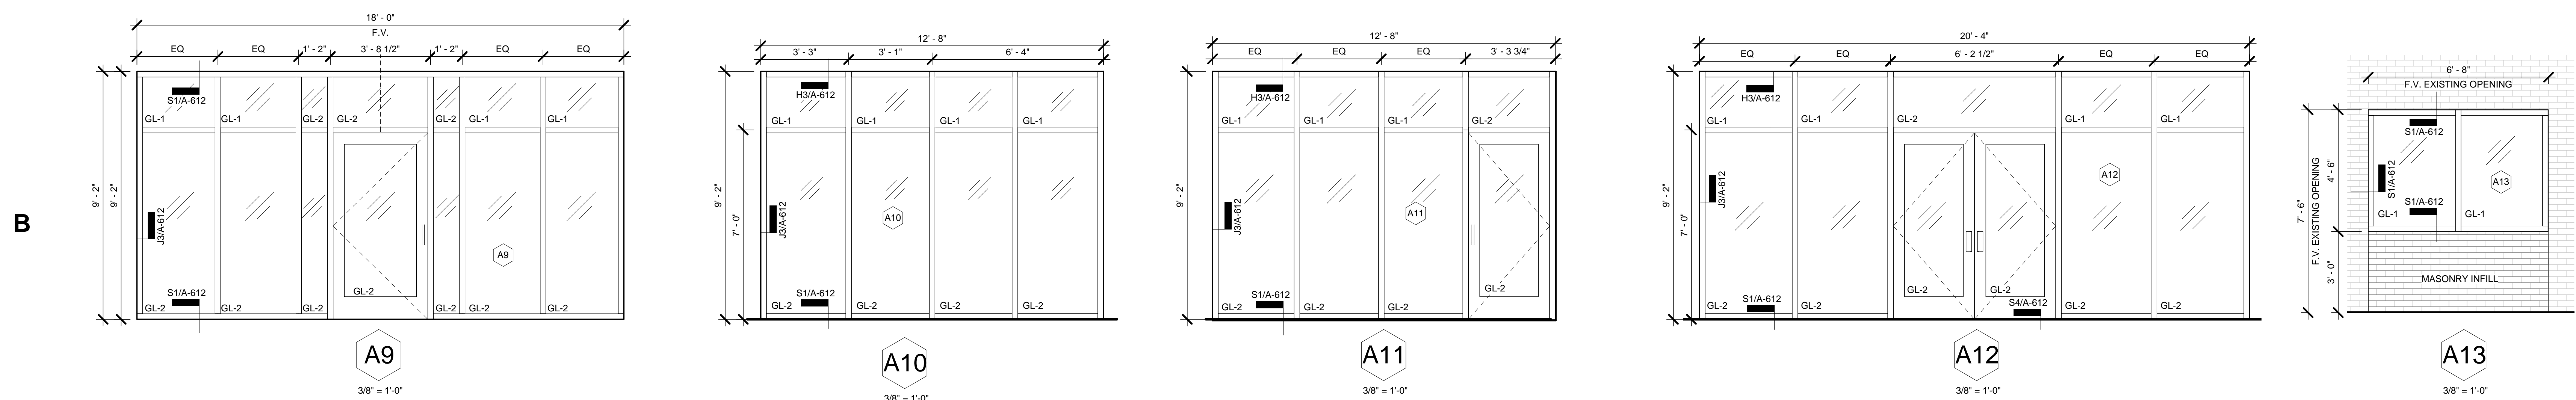 B
18' - 0"
F.V.
EQ EQ 1' - 2" 3' - 8 1/2" 1' - 2" EQ EQ
9' - 2"
9' - 2"
S1/A-612
GL-1 GL-1 GL-2 GL-2 GL-2 GL-1 GL-1
J3/A-612
A9
S1/A-612
GL-2
GL-2 GL-2 GL-2 GL-2 GL-2 GL-2
A9
3/8" = 1'-0"
12' - 8"
3' - 3" 3' - 1" 6' - 4"
9' - 2"
7' - 0"
H3/A-612
GL-1 GL-1 GL-1 GL-1
J3/A-612
A10
S1/A-612
GL-2 GL-2 GL-2 GL-2
A10
3/8" = 1'-0"
12' - 8"
EQ EQ EQ 3' - 3 3/4"
9' - 2"
H3/A-612
GL-1 GL-1 GL-1 GL-2
J3/A-612
A11
S1/A-612
GL-2
GL-2 GL-2 GL-2
A11
3/8" = 1'-0"
20' - 4"
EQ EQ 6' - 2 1/2" EQ EQ
9' - 2"
7' - 0"
H3/A-612
GL-1 GL-1 GL-2 GL-1 GL-1
J3/A-612
A12
GL-2 GL-2
S1/A-612 S4/A-612
GL-2 GL-2 GL-2 GL-2
A12
3/8" = 1'-0"
6' - 8"
F.V. EXISTING OPENING
7' - 6"
F.V. EXISTING OPENING
4' - 6"
3' - 0"
S1/A-612
S1/A-612
A13
S1/A-612
GL-1 GL-1
MASONRY INFILL
A13
3/8" = 1'-0"